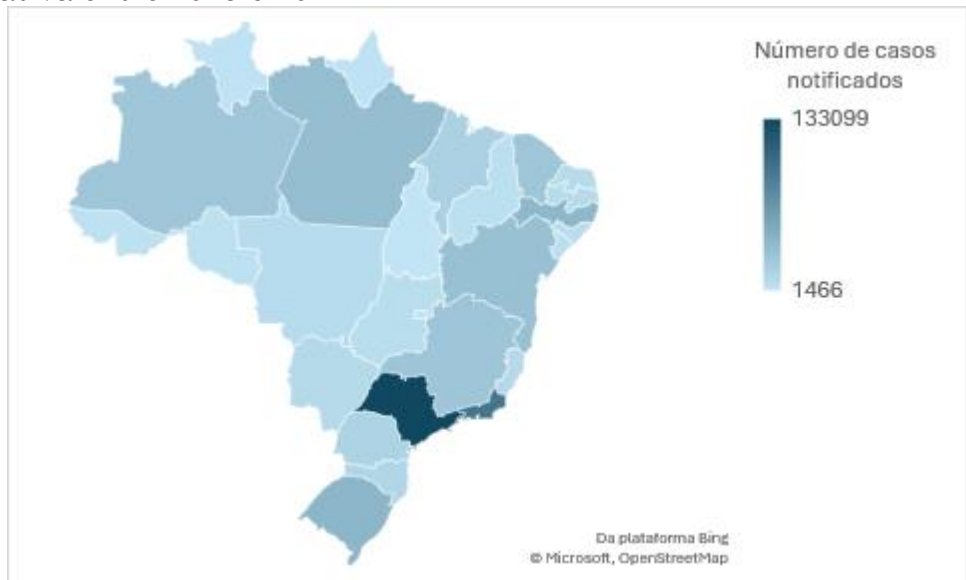 Número de casos
notificados
133099
1466
Da plataforma Bing
© Microsoft, OpenStreetMap